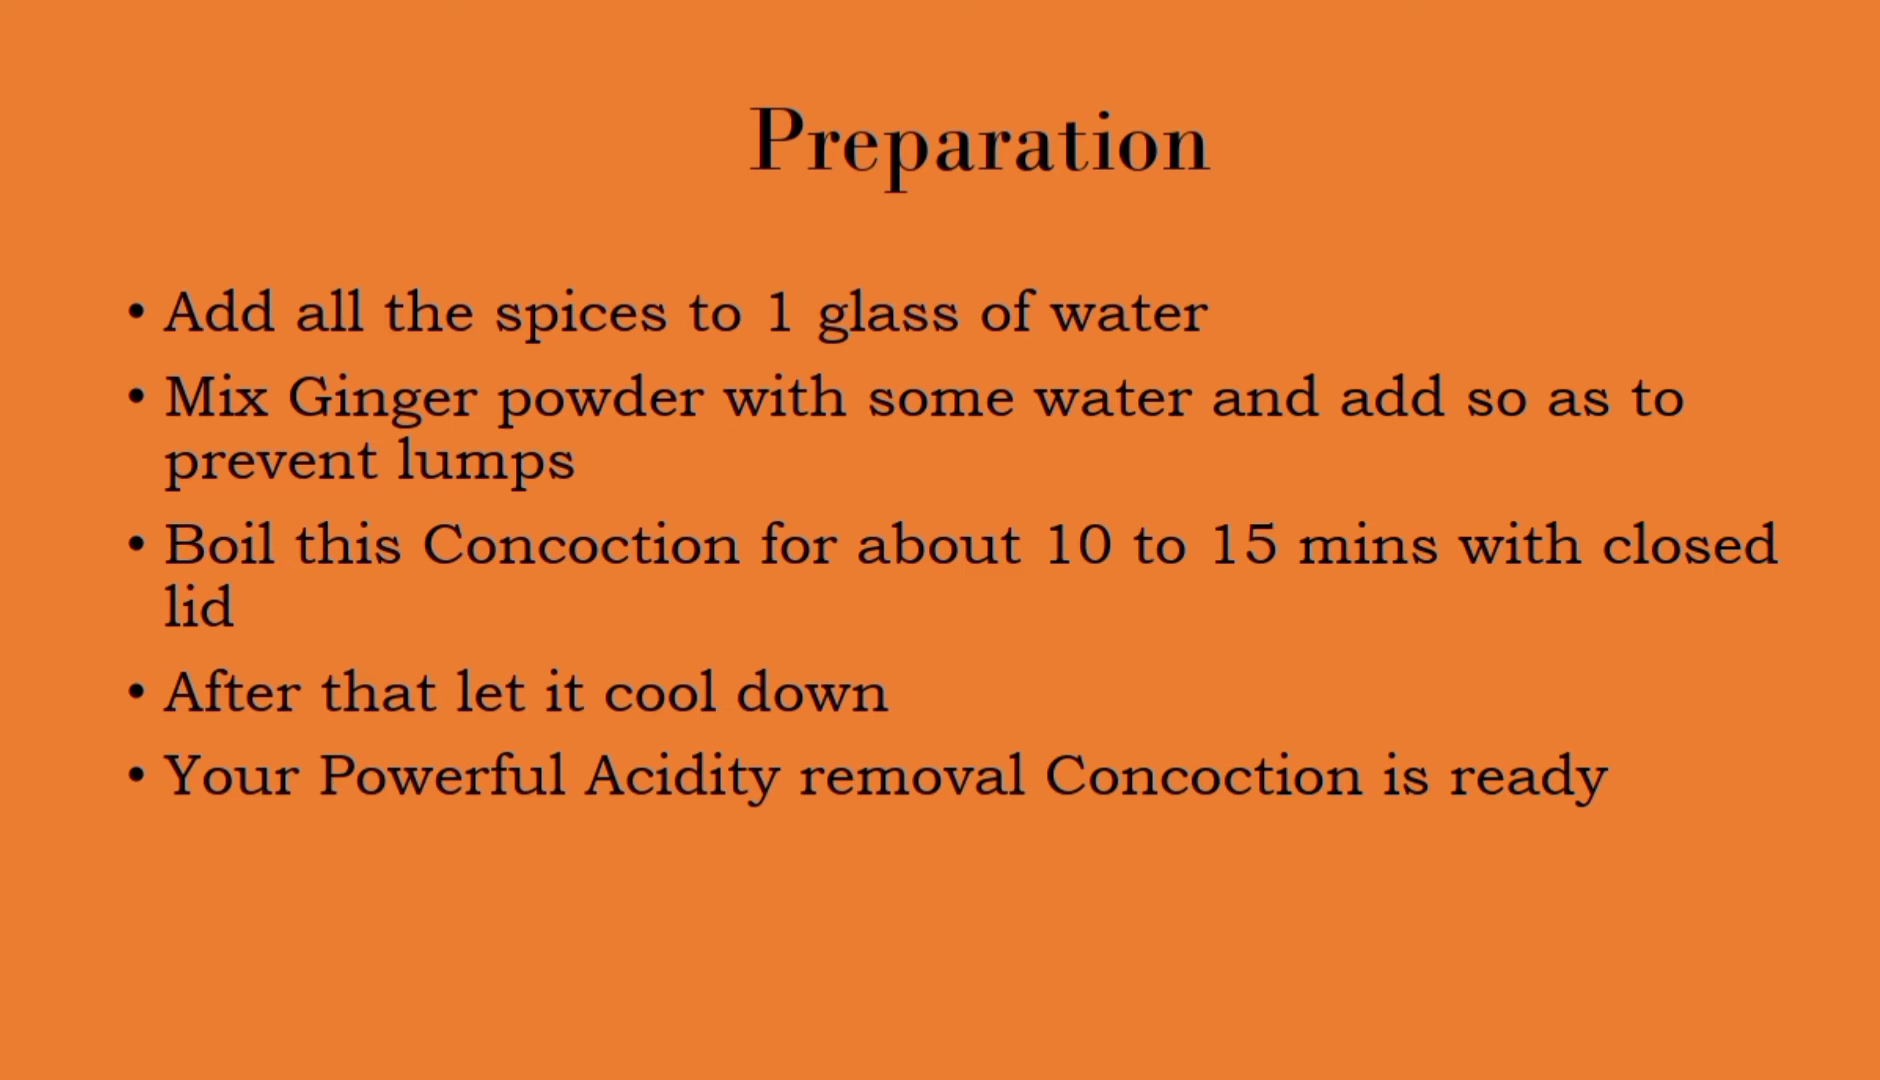 Preparation
• Add all the spices to 1 glass of water
• Mix Ginger powder with some water and add so as to
prevent lumps
• Boil this Concoction for about 10 to 15 mins with closed
lid
• After that let it cool down
• Your Powerful Acidity removal Concoction is ready